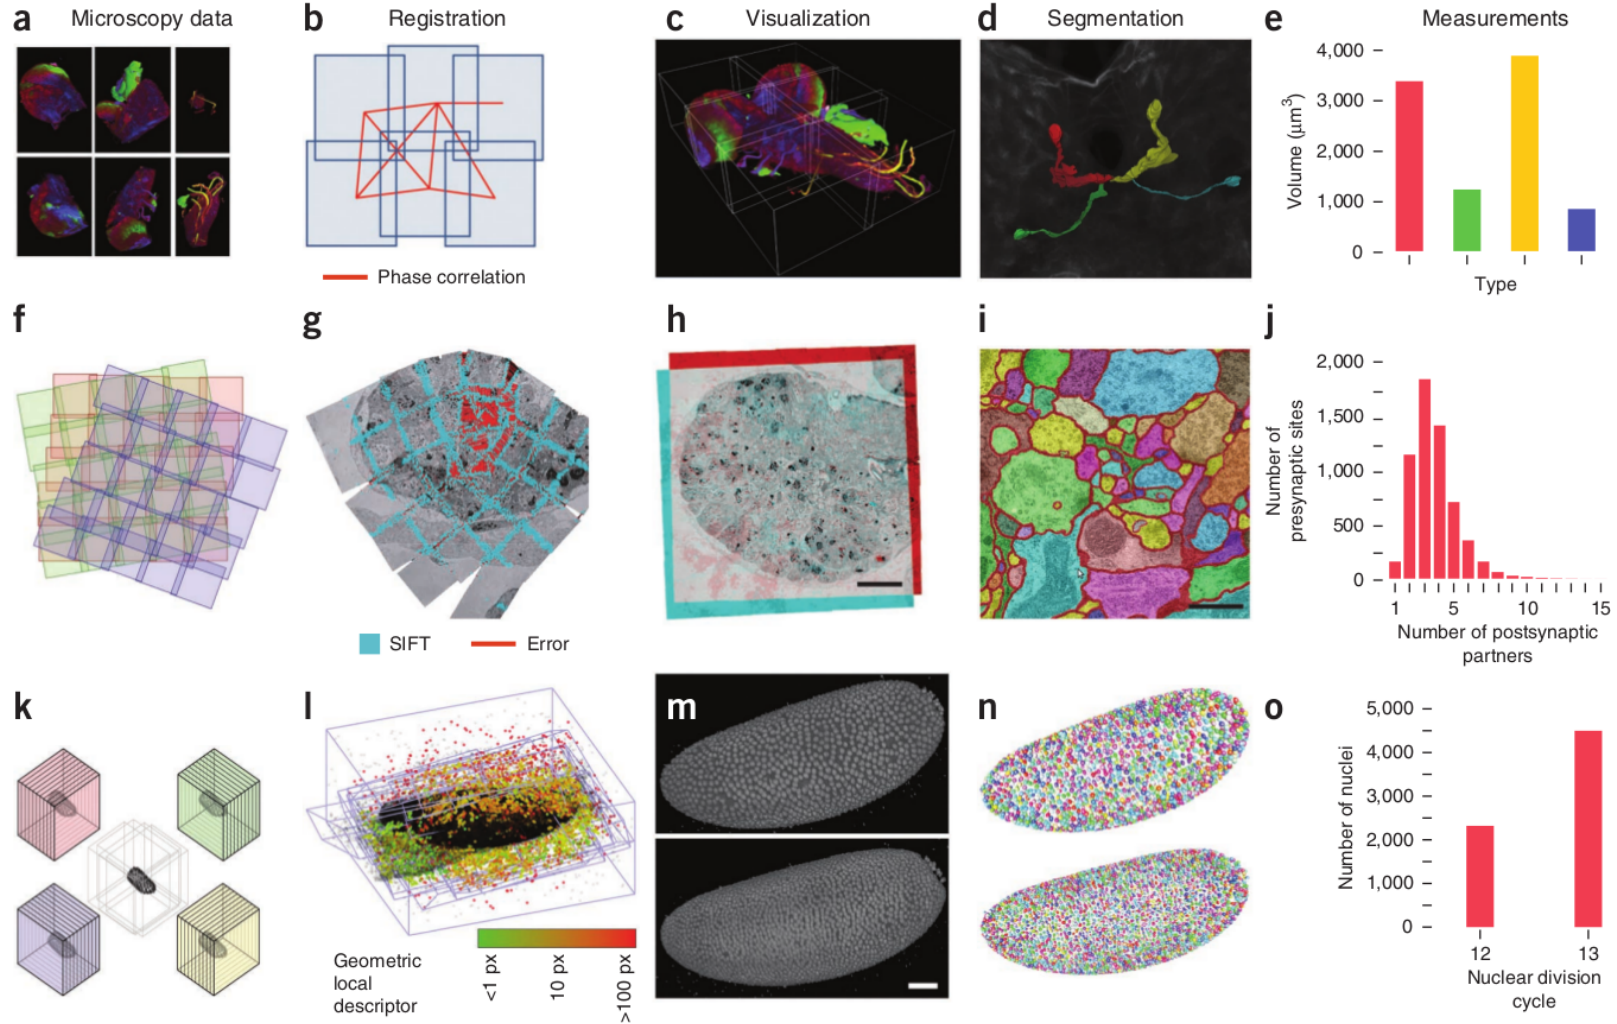 a Microscopy data
b Registration
Phase correlation
c Visualization
d Segmentation
e Measurements
Volume (μm³)
4,000
3,000
2,000
1,000
0
Type
f
g
SIFT
Error
h
i
j
Number of
presynaptic sites
2,000
1,500
1,000
500
0
1 5 10 15
Number of postsynaptic
partners
k
l
Geometric
local
descriptor
<1 px
10 px
>100 px
m
n
o
Number of nuclei
5,000
4,000
3,000
2,000
1,000
0
12 13
Nuclear division
cycle